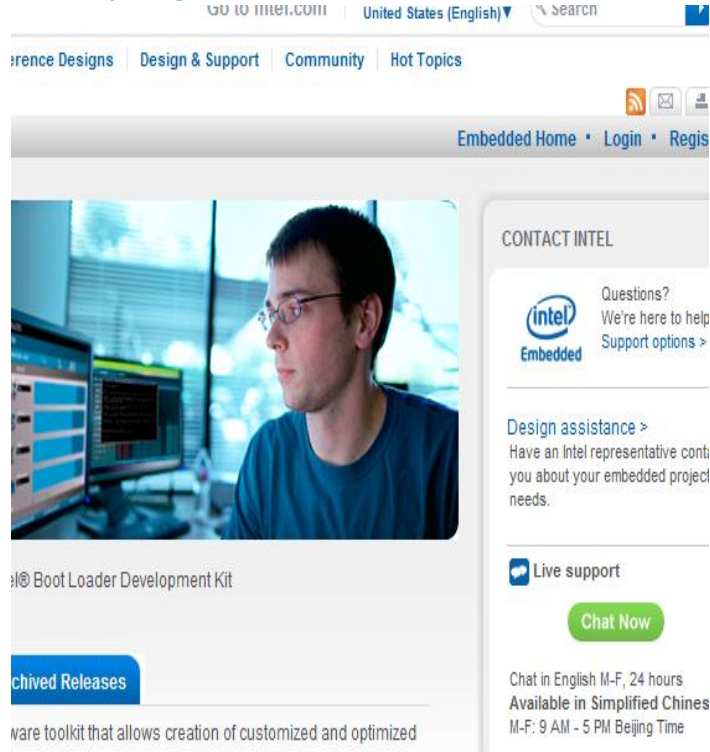 Go to Intel.com
United States (English)▼
Search
erence Designs
Design & Support
Community
Hot Topics
Embedded Home ▪ Login ▪ Regis
CONTACT INTEL
intel
Embedded
Questions?
We're here to help
Support options >
Design assistance >
Have an Intel representative conta
you about your embedded project
needs.
el® Boot Loader Development Kit
Live support
Chat Now
chived Releases
Chat in English M-F, 24 hours
Available in Simplified Chines
M-F: 9 AM - 5 PM Beijing Time
ware toolkit that allows creation of customized and optimized